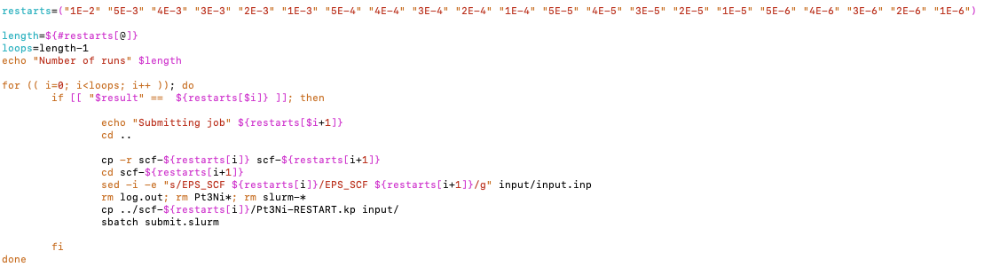 restarts=("1E-2" "5E-3" "4E-3" "3E-3" "2E-3" "1E-3" "5E-4" "4E-4" "3E-4" "2E-4" "1E-4" "5E-5" "4E-5" "3E-5" "2E-5" "1E-5" "5E-6" "4E-6" "3E-6" "2E-6" "1E-6")
length=${#restarts[@]}
loops=length-1
echo "Number of runs" $length
for (( i=0; i<loops; i++ )); do
if [[ "$result" ==  ${restarts[$i]} ]]; then
echo "Submitting job" ${restarts[$i+1]}
cd ..
cp -r scf-${restarts[i]} scf-${restarts[i+1]}
cd scf-${restarts[i+1]}
sed -i -e "s/EPS_SCF ${restarts[i]}/EPS_SCF ${restarts[i+1]}/g" input/input.inp
rm log.out; rm Pt3Ni*; rm slurm-*
cp ../scf-${restarts[i]}/Pt3Ni-RESTART.kp input/
sbatch submit.slurm
fi
done